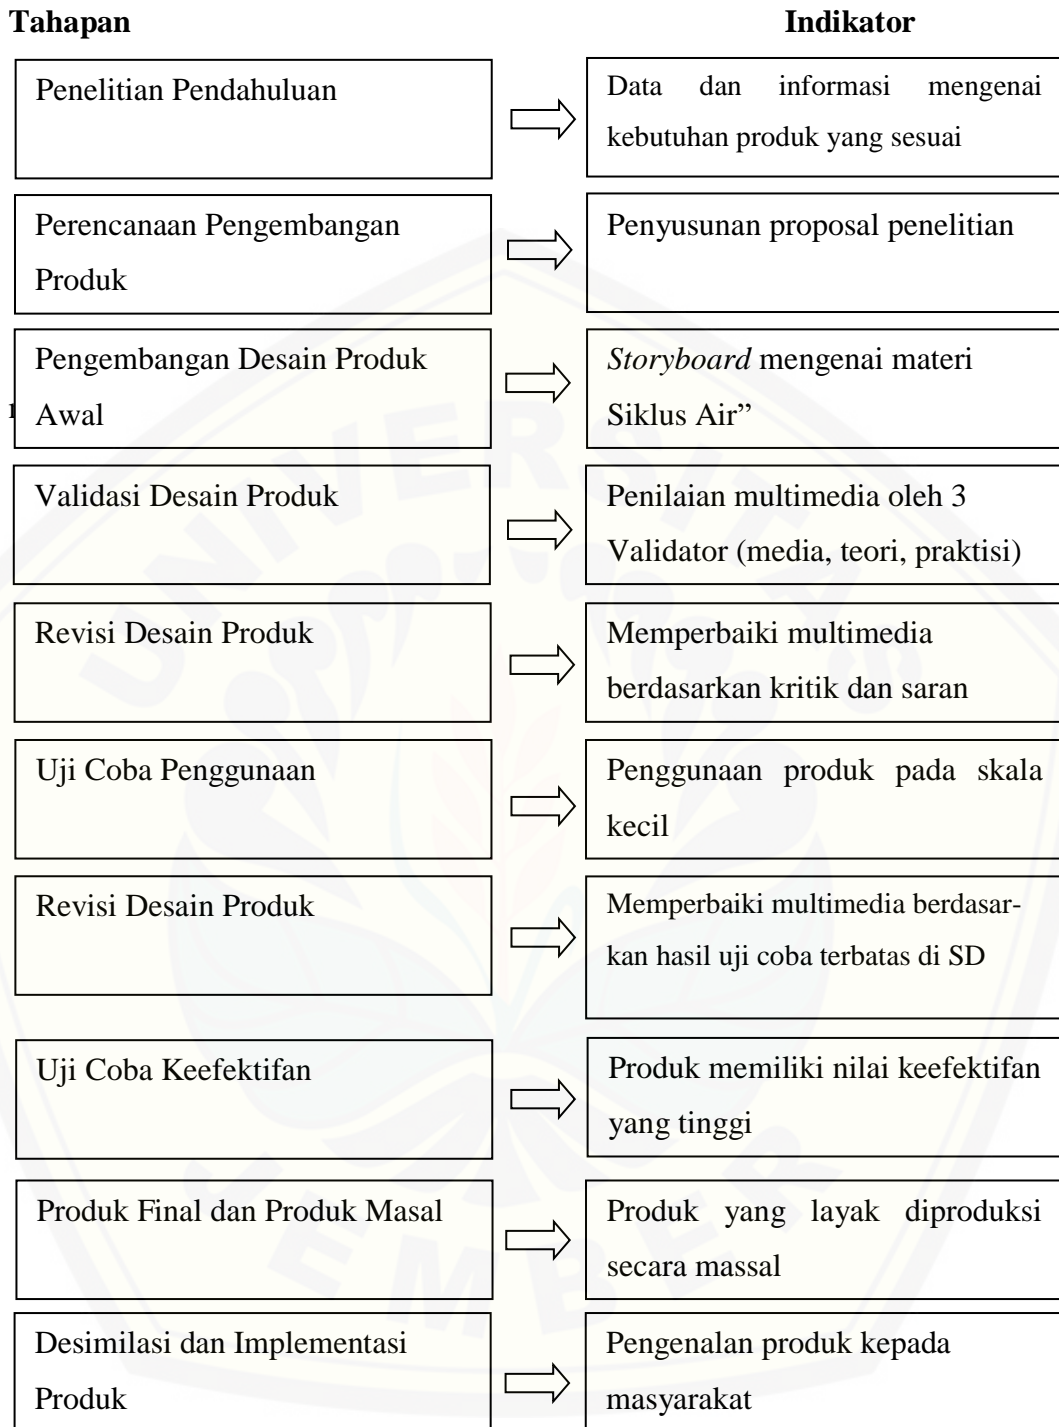 Tahapan
Indikator
Penelitian Pendahuluan
Data dan informasi mengenai
kebutuhan produk yang sesuai
Perencanaan Pengembangan
Produk
Penyusunan proposal penelitian
Pengembangan Desain Produk
Awal
Storyboard mengenai materi
Siklus Air”
Validasi Desain Produk
Penilaian multimedia oleh 3
Validator (media, teori, praktisi)
Revisi Desain Produk
Memperbaiki multimedia
berdasarkan kritik dan saran
Uji Coba Penggunaan
Penggunaan produk pada skala
kecil
Revisi Desain Produk
Memperbaiki multimedia berdasar-
kan hasil uji coba terbatas di SD
Uji Coba Keefektifan
Produk memiliki nilai keefektifan
yang tinggi
Produk Final dan Produk Masal
Produk yang layak diproduksi
secara massal
Desimilasi dan Implementasi
Produk
Pengenalan produk kepada
masyarakat
UNIVERSITAS
JEMBER